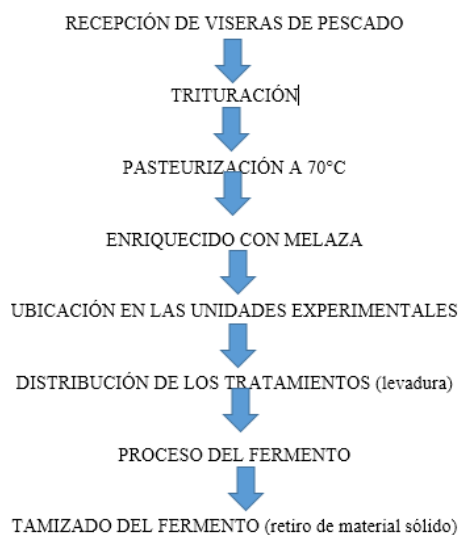 RECEPCIÓN DE VISERAS DE PESCADO
TRITURACIÓN
PASTEURIZACIÓN A 70°C
ENRIQUECIDO CON MELAZA
UBICACIÓN EN LAS UNIDADES EXPERIMENTALES
DISTRIBUCIÓN DE LOS TRATAMIENTOS (levadura)
PROCESO DEL FERMENTO
TAMIZADO DEL FERMENTO (retiro de material sólido)